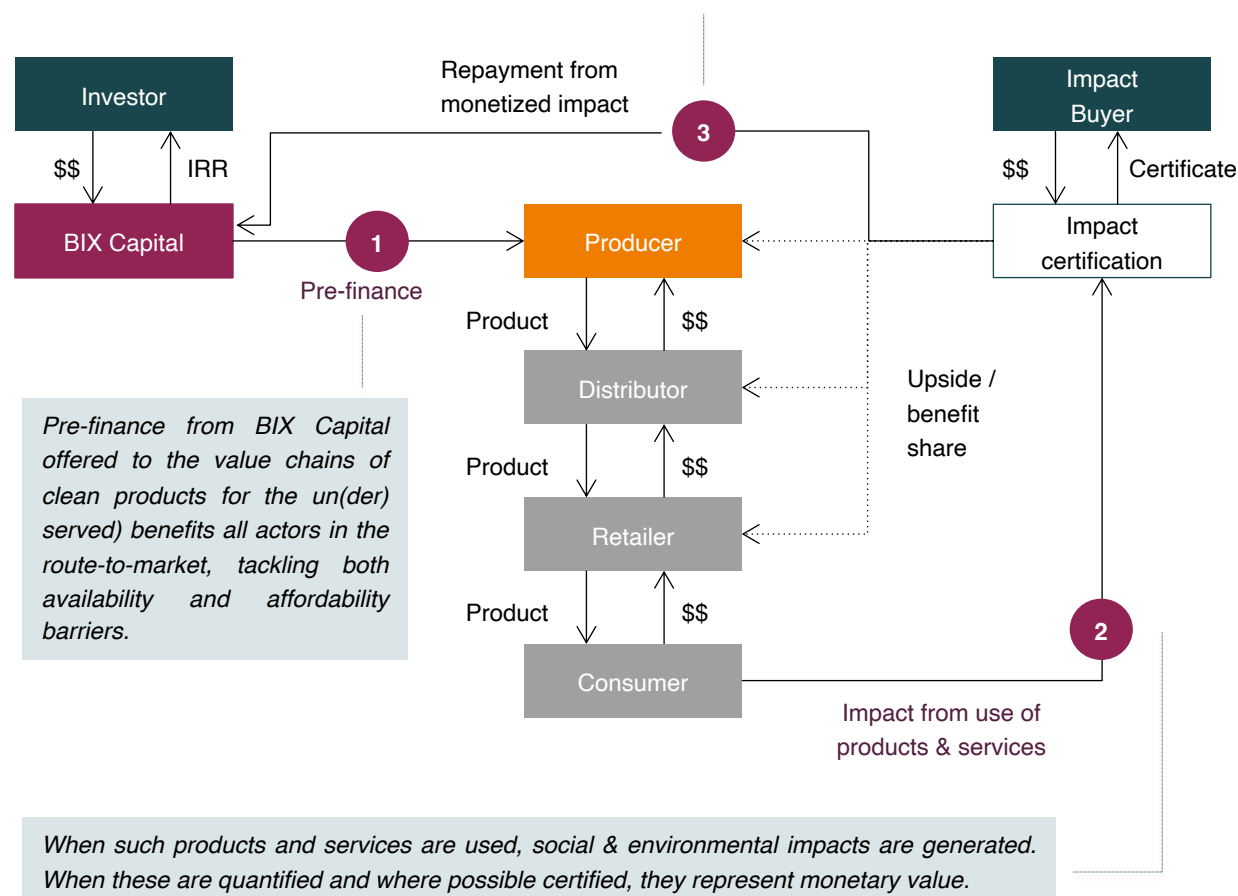 Investor
Repayment from
monetized impact
3
Impact
Buyer
$$
IRR
$$
Certificate
BIX Capital
1
Pre-finance
Producer
Impact
certification
Product
$$
Distributor
Upside /
benefit
share
Pre-finance from BIX Capital
offered to the value chains of
clean products for the un(der)
served) benefits all actors in the
route-to-market, tackling both
availability and affordability
barriers.
Product
$$
Retailer
Product
$$
2
Consumer
Impact from use of
products & services
When such products and services are used, social & environmental impacts are generated.
When these are quantified and where possible certified, they represent monetary value.